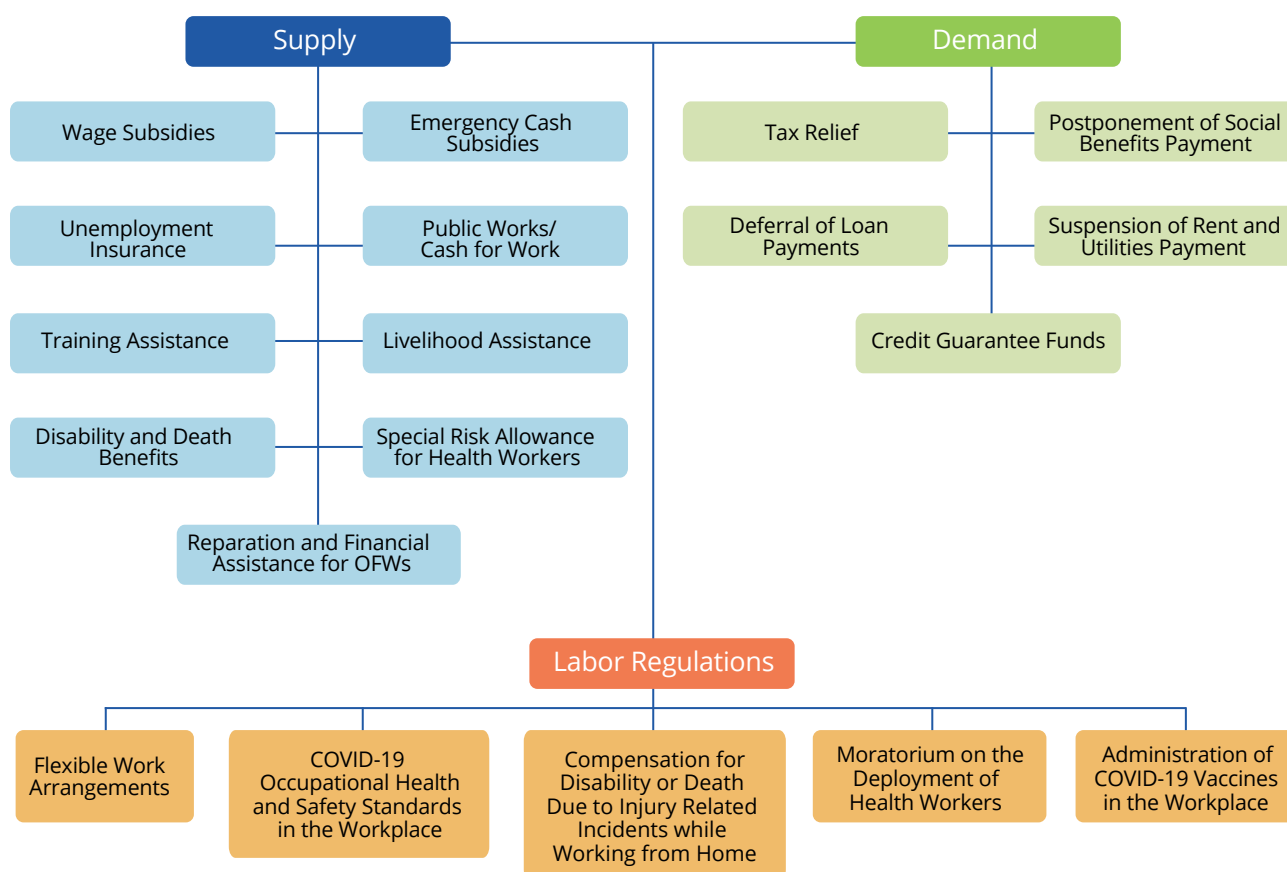 Supply
Demand
Wage Subsidies
Emergency Cash
Subsidies
Tax Relief
Postponement of Social
Benefits Payment
Unemployment
Insurance
Public Works/
Cash for Work
Deferral of Loan
Payments
Suspension of Rent and
Utilities Payment
Training Assistance
Livelihood Assistance
Credit Guarantee Funds
Disability and Death
Benefits
Special Risk Allowance
for Health Workers
Reparation and Financial
Assistance for OFWs
Labor Regulations
Flexible Work
Arrangements
COVID-19
Occupational Health
and Safety Standards
in the Workplace
Compensation for
Disability or Death
Due to Injury Related
Incidents while
Working from Home
Moratorium on the
Deployment of
Health Workers
Administration of
COVID-19 Vaccines
in the Workplace